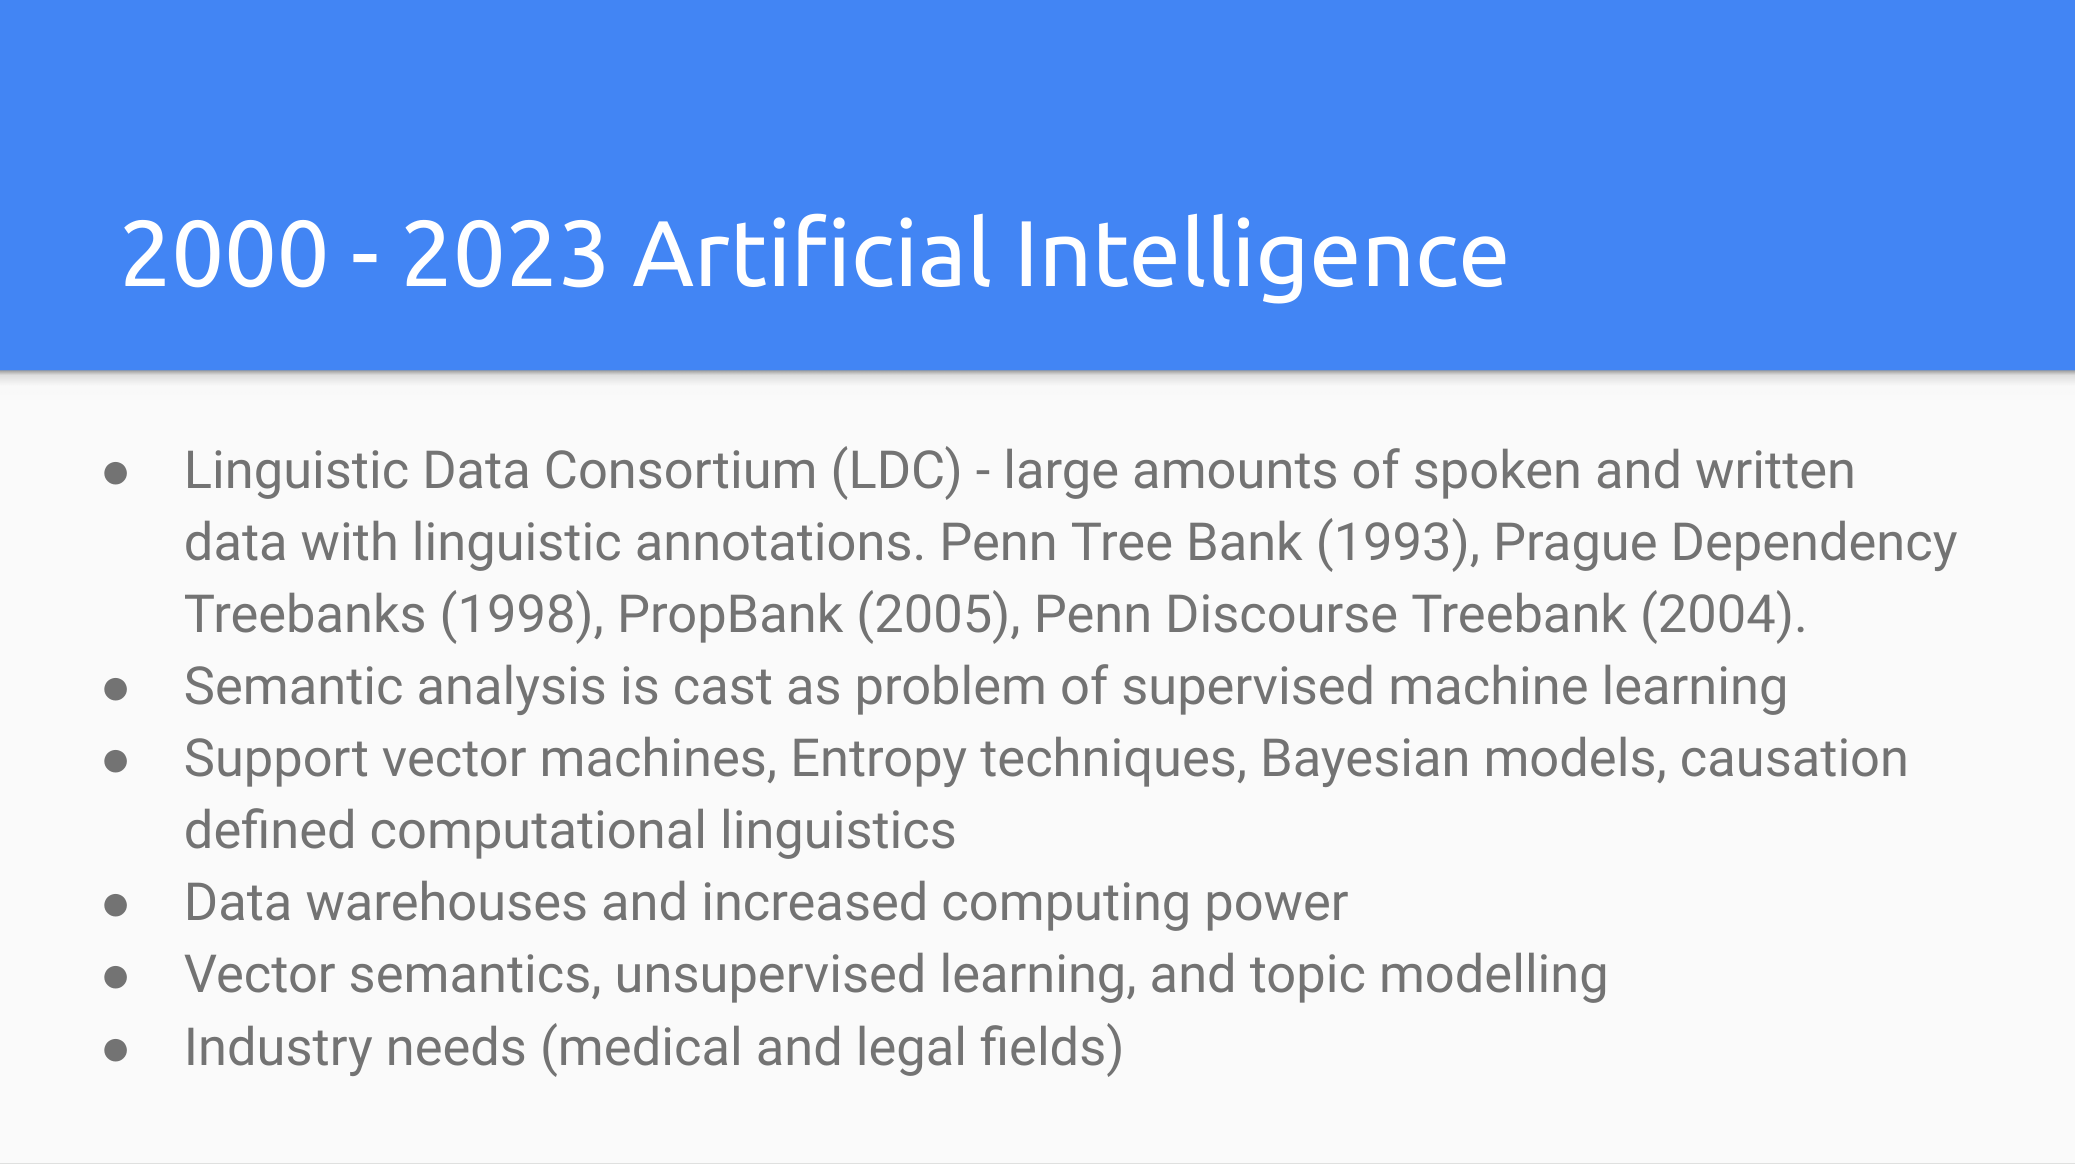 2000 - 2023 Artificial Intelligence
● Linguistic Data Consortium (LDC) - large amounts of spoken and written
data with linguistic annotations. Penn Tree Bank (1993), Prague Dependency
Treebanks (1998), PropBank (2005), Penn Discourse Treebank (2004).
● Semantic analysis is cast as problem of supervised machine learning
● Support vector machines, Entropy techniques, Bayesian models, causation
defined computational linguistics
● Data warehouses and increased computing power
● Vector semantics, unsupervised learning, and topic modelling
● Industry needs (medical and legal fields)